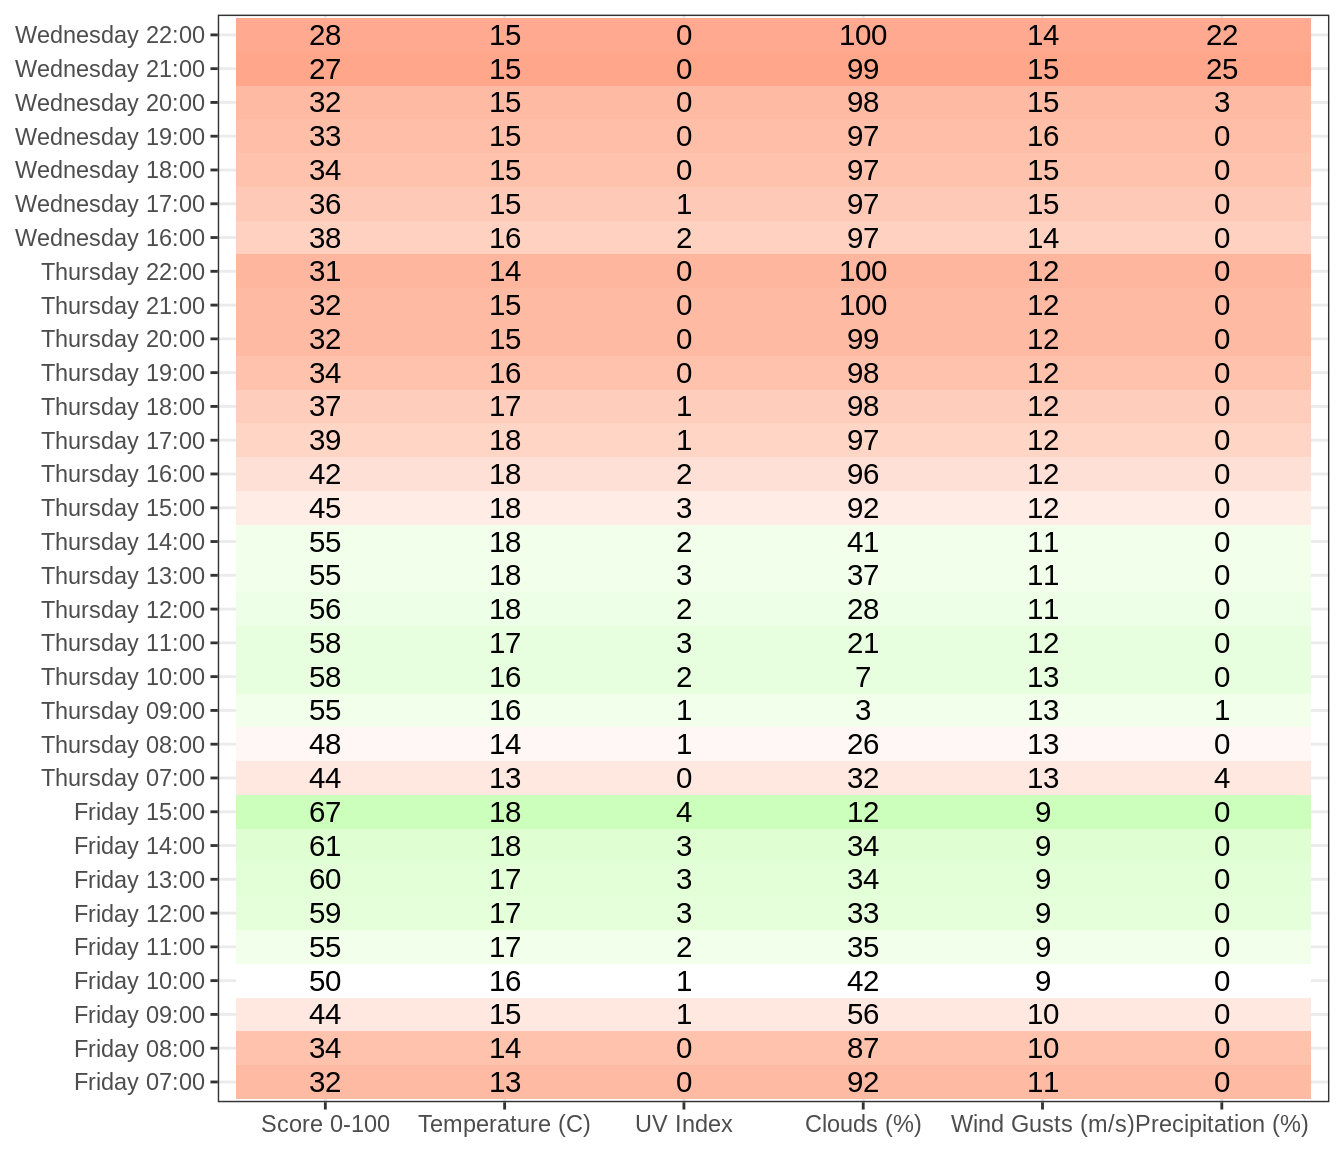 Wednesday 22:00 28 15 0 100 14 22
Wednesday 21:00 27 15 0 99 15 25
Wednesday 20:00 32 15 0 98 15 3
Wednesday 19:00 33 15 0 97 16 0
Wednesday 18:00 34 15 0 97 15 0
Wednesday 17:00 36 15 1 97 15 0
Wednesday 16:00 38 16 2 97 14 0
Thursday 22:00 31 14 0 100 12 0
Thursday 21:00 32 15 0 100 12 0
Thursday 20:00 32 15 0 99 12 0
Thursday 19:00 34 16 0 98 12 0
Thursday 18:00 37 17 1 98 12 0
Thursday 17:00 39 18 1 97 12 0
Thursday 16:00 42 18 2 96 12 0
Thursday 15:00 45 18 3 92 12 0
Thursday 14:00 55 18 2 41 11 0
Thursday 13:00 55 18 3 37 11 0
Thursday 12:00 56 18 2 28 11 0
Thursday 11:00 58 17 3 21 12 0
Thursday 10:00 58 16 2 7 13 0
Thursday 09:00 55 16 1 3 13 1
Thursday 08:00 48 14 1 26 13 0
Thursday 07:00 44 13 0 32 13 4
Friday 15:00 67 18 4 12 9 0
Friday 14:00 61 18 3 34 9 0
Friday 13:00 60 17 3 34 9 0
Friday 12:00 59 17 3 33 9 0
Friday 11:00 55 17 2 35 9 0
Friday 10:00 50 16 1 42 9 0
Friday 09:00 44 15 1 56 10 0
Friday 08:00 34 14 0 87 10 0
Friday 07:00 32 13 0 92 11 0
Score 0-100 Temperature (C) UV Index Clouds (%) Wind Gusts (m/s) Precipitation (%)